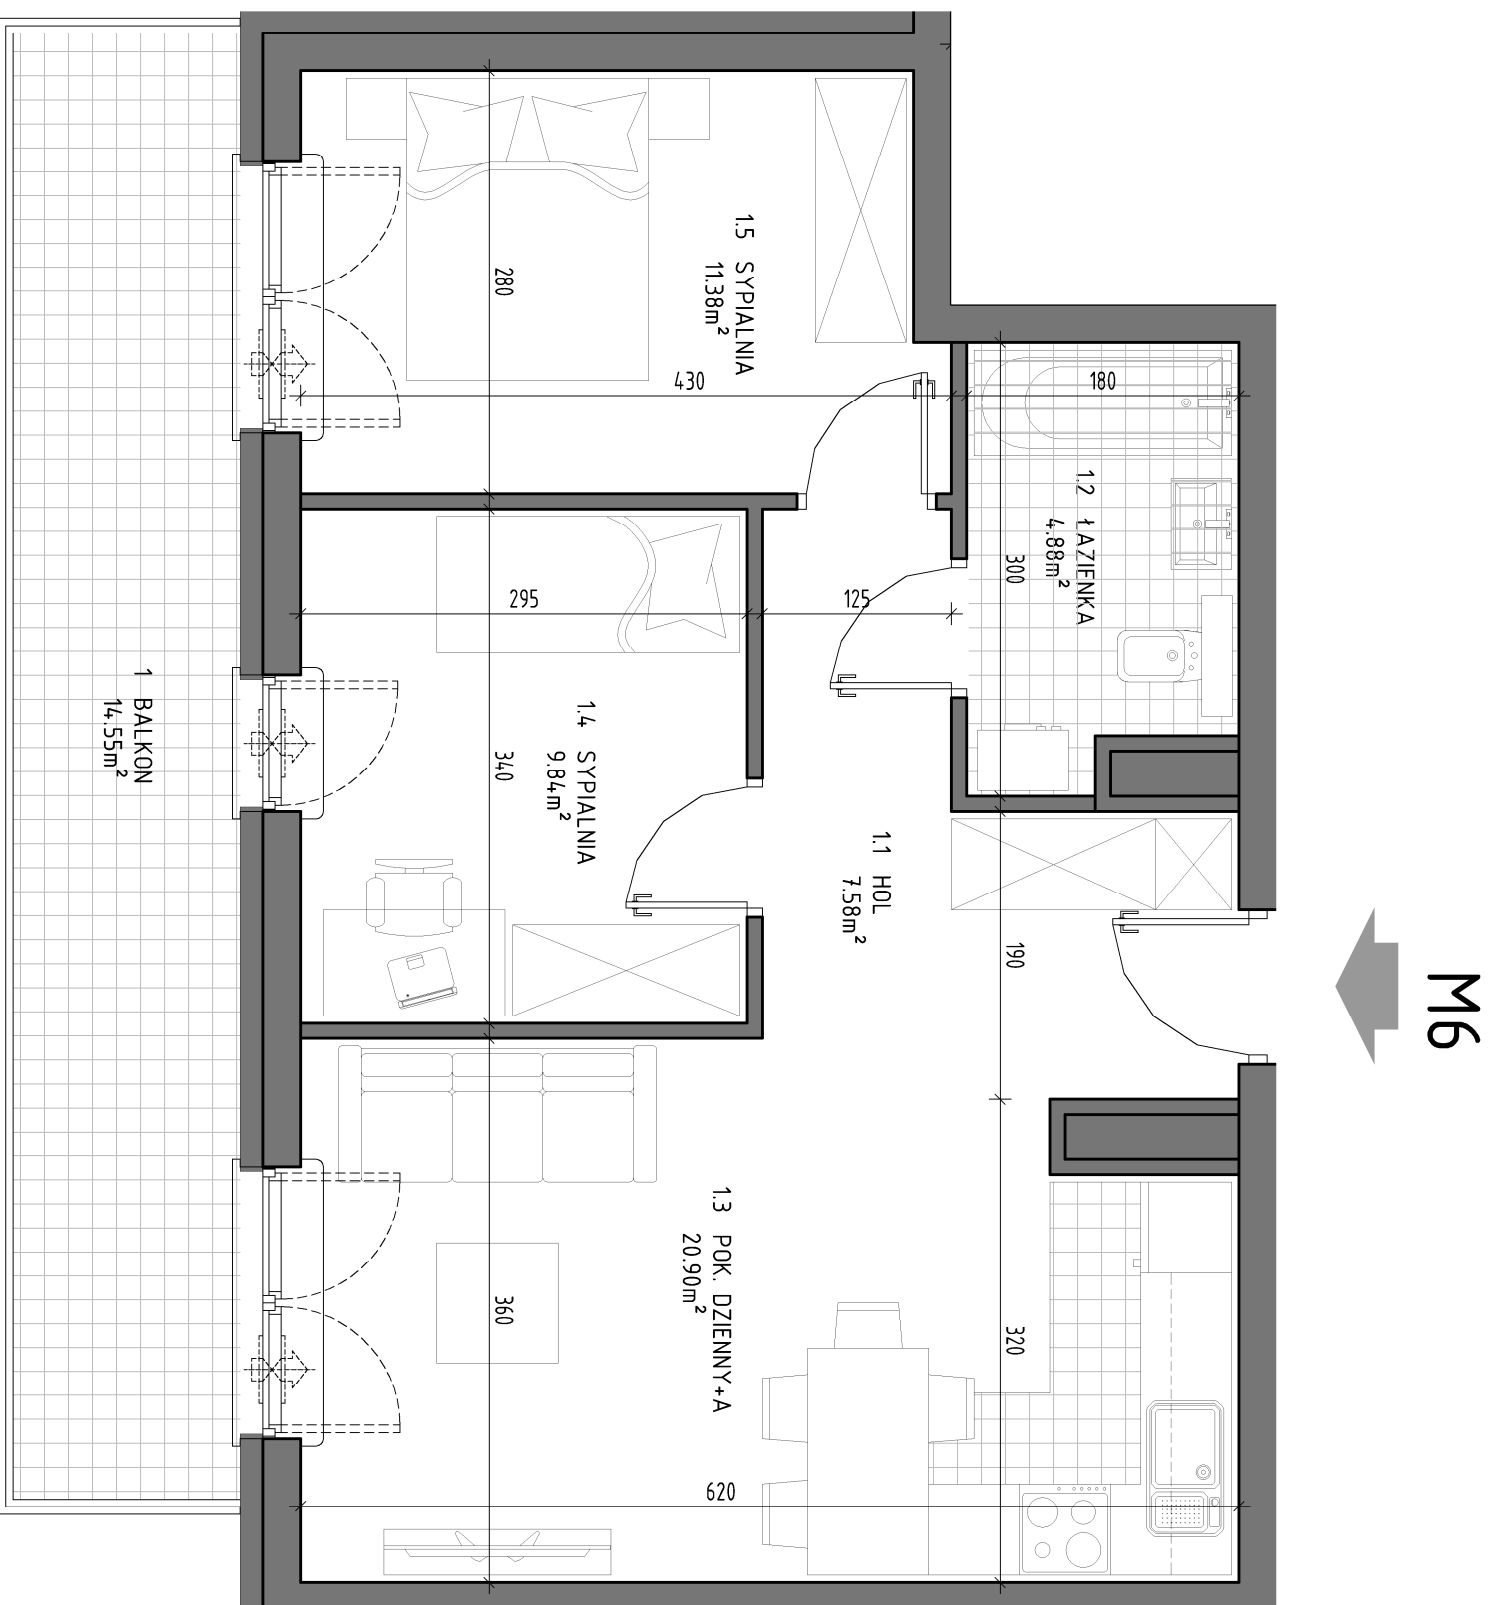 M6
1.5 SYPIALNIA
11.38m²
280
430
180
1.2 ŁAZIENKA
4.88m²
300
295
125
1.4 SYPIALNIA
9.84m²
340
1 BALKON
14.55m²
1.1 HOL
7.58m²
190
1.3 POK. DZIENNY+A
20.90m²
360
320
620